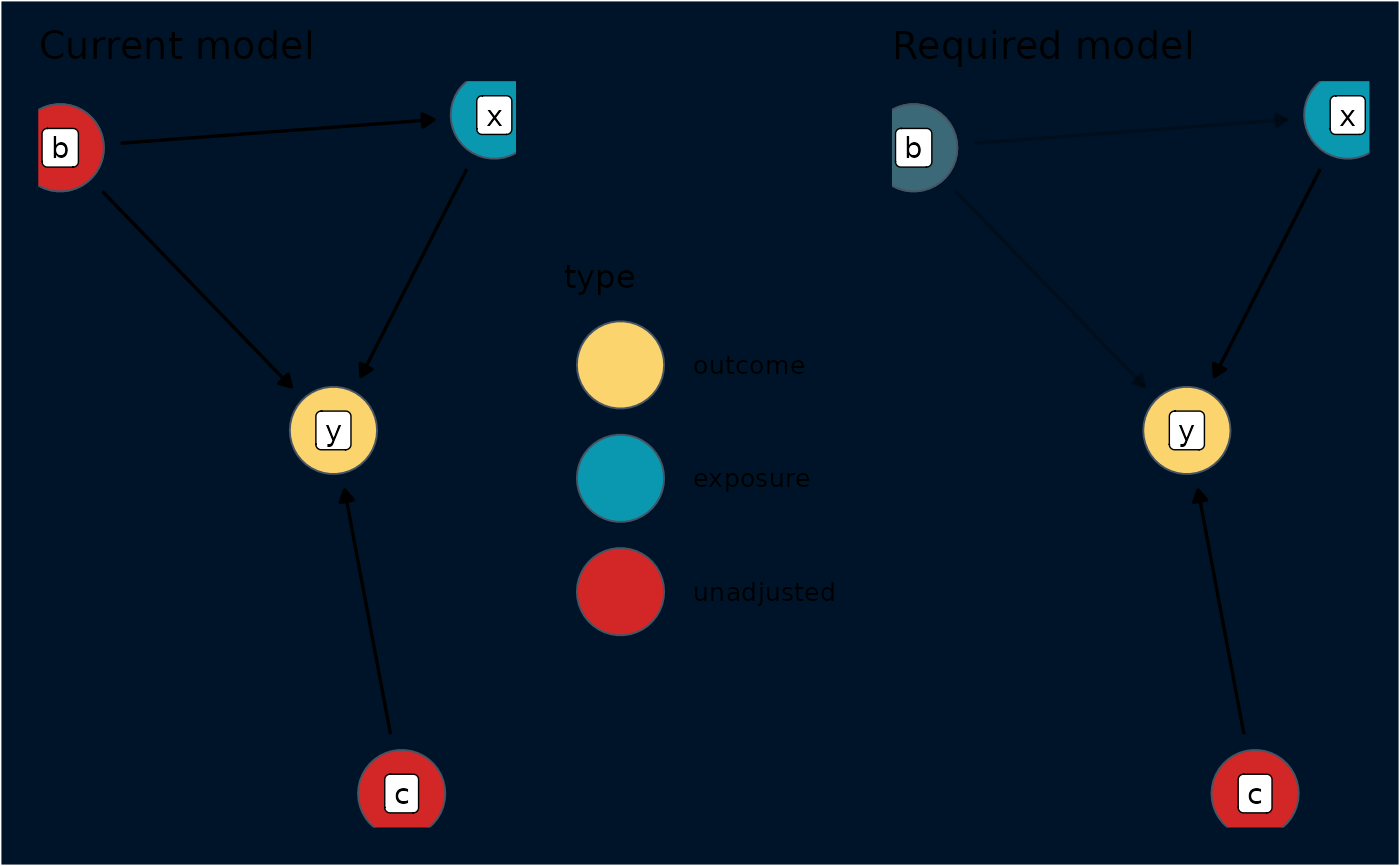 Current model
b
x
y
c
type
outcome
exposure
unadjusted
Required model
b
x
y
c